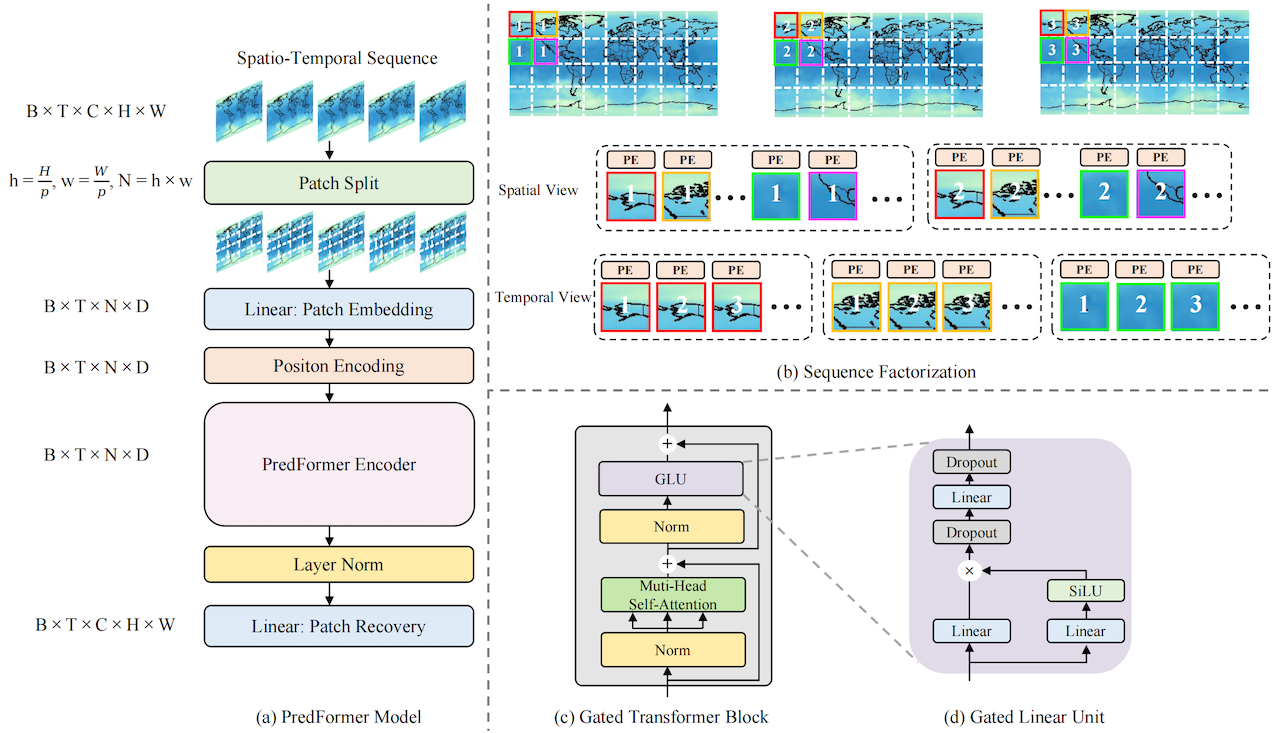 Spatio-Temporal Sequence
B × T × C × H × W
h = H/p, w = W/p, N = h × w
Patch Split
B × T × N × D
Linear: Patch Embedding
B × T × N × D
Positon Encoding
B × T × N × D
PredFormer Encoder
Layer Norm
B × T × C × H × W
Linear: Patch Recovery
(a) PredFormer Model
1 1 2 2 3 3
1 1 2 2 3 3
PE PE PE PE PE PE PE PE
Spatial View
1 1 ... 1 1 ... 2 2 ... 2 2 ...
PE PE PE PE PE PE PE PE PE
Temporal View
1 2 3 ... 1 2 3 ... 1 2 3 ...
(b) Sequence Factorization
+
GLU
Norm
+
Muti-Head
Self-Attention
Norm
(c) Gated Transformer Block
Dropout
Linear
Dropout
×
SiLU
Linear Linear
(d) Gated Linear Unit